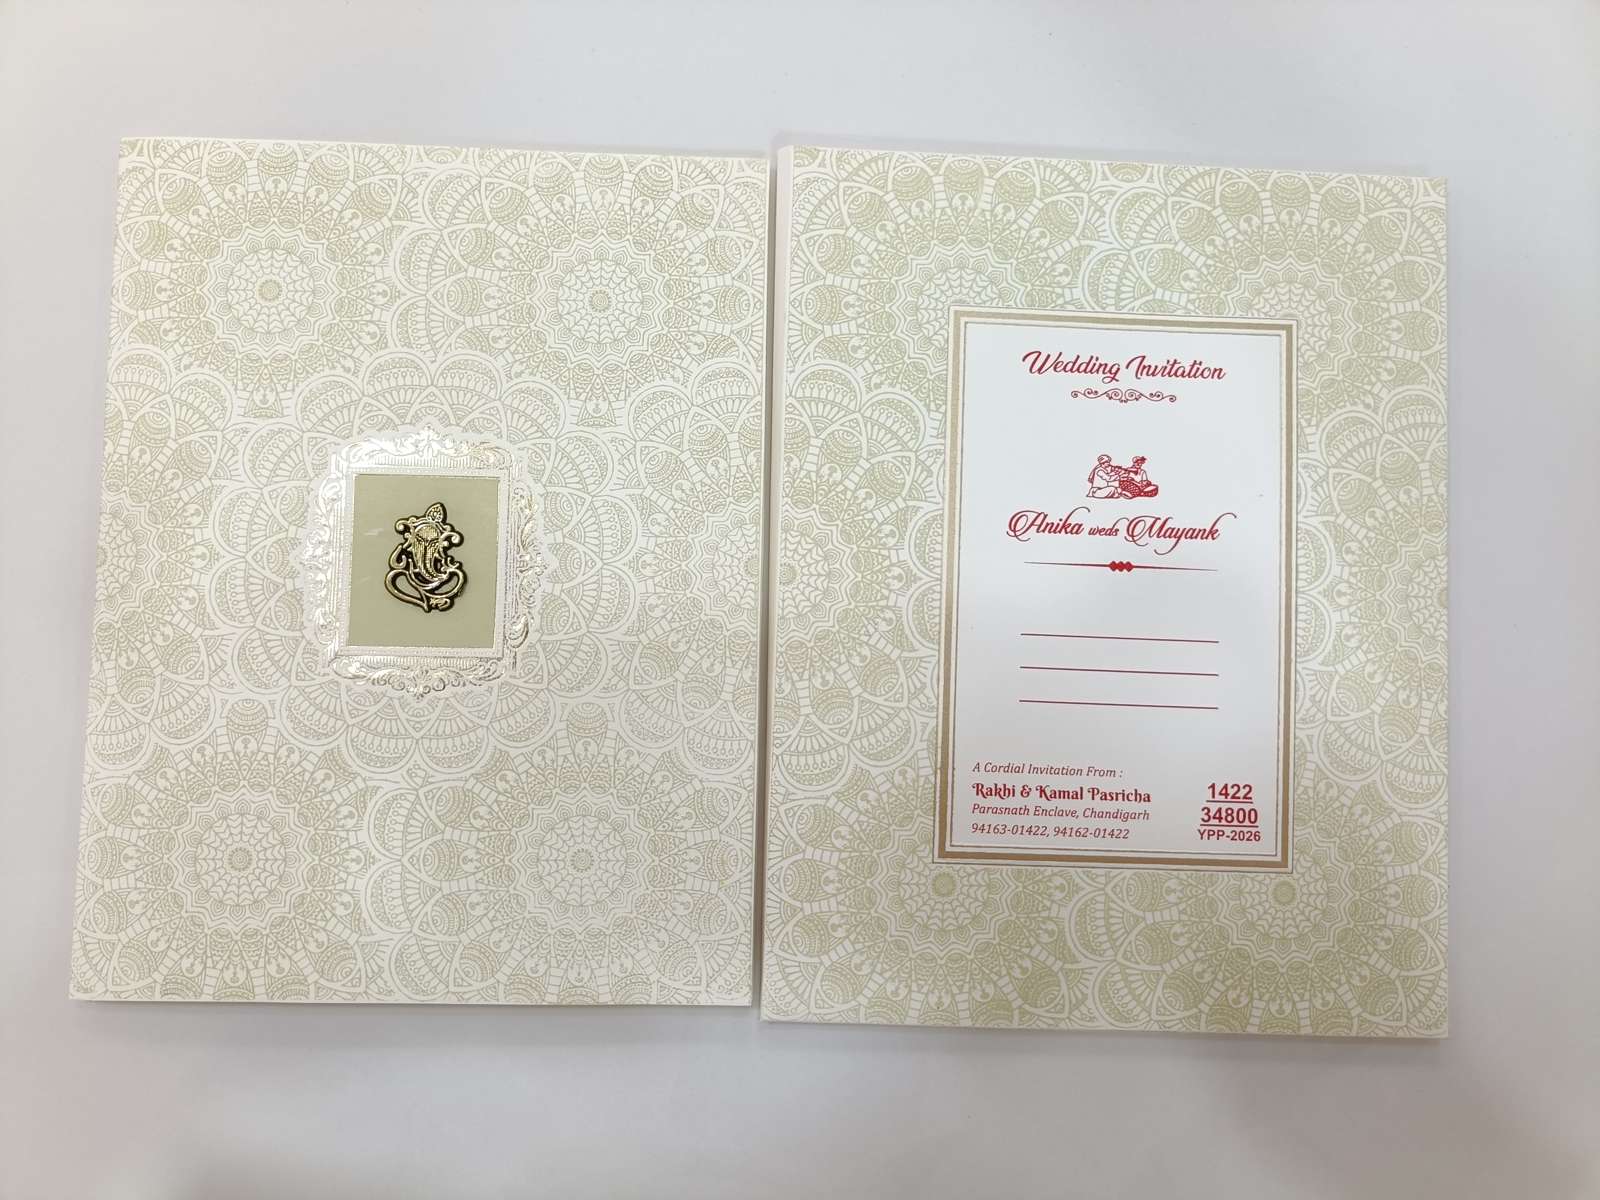 Wedding Invitation
Anika weds Mayank
A Cordial Invitation From :
Rakhi & Kamal Pasricha
Parasnath Enclave, Chandigarh
94163-01422, 94162-01422
1422
34800
YPP-2026